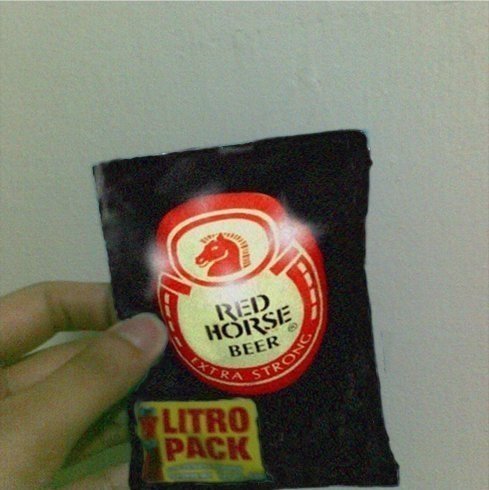 RED
HORSE®
BEER
EXTRA STRONG
LITRO
PACK